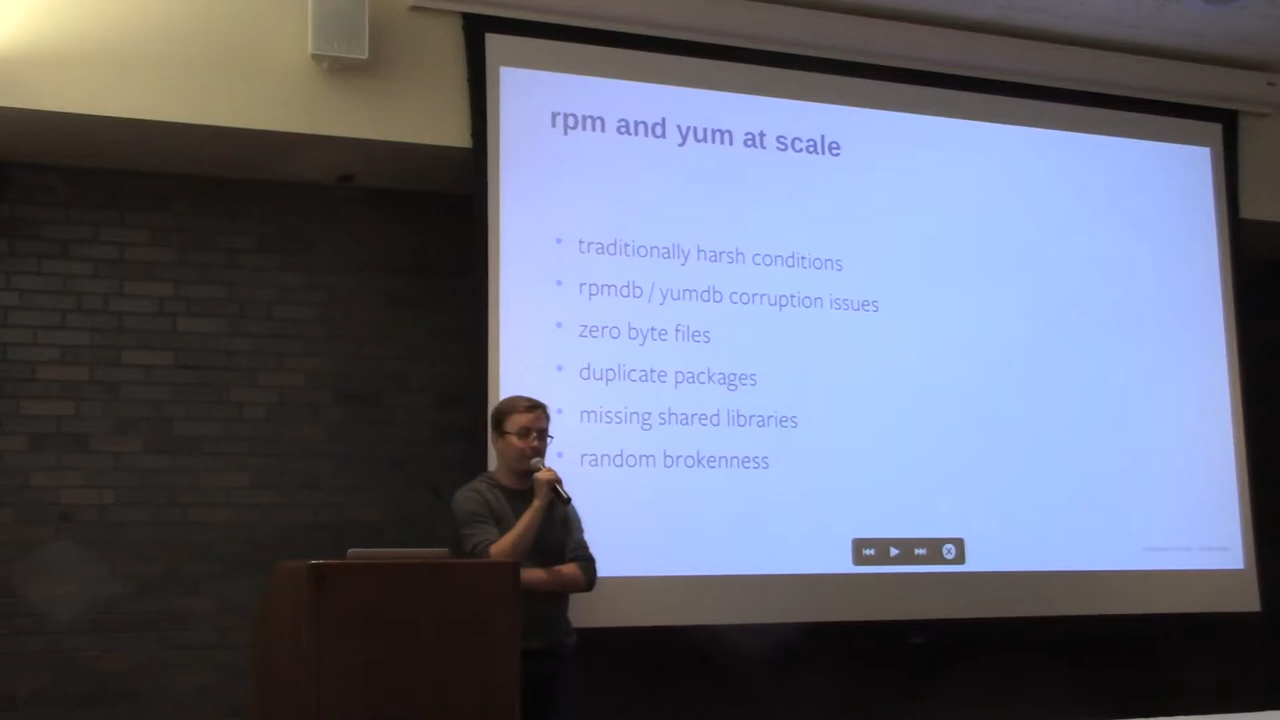 rpm and yum at scale
traditionally harsh conditions
rpmdb / yumdb corruption issues
zero byte files
duplicate packages
missing shared libraries
random brokenness